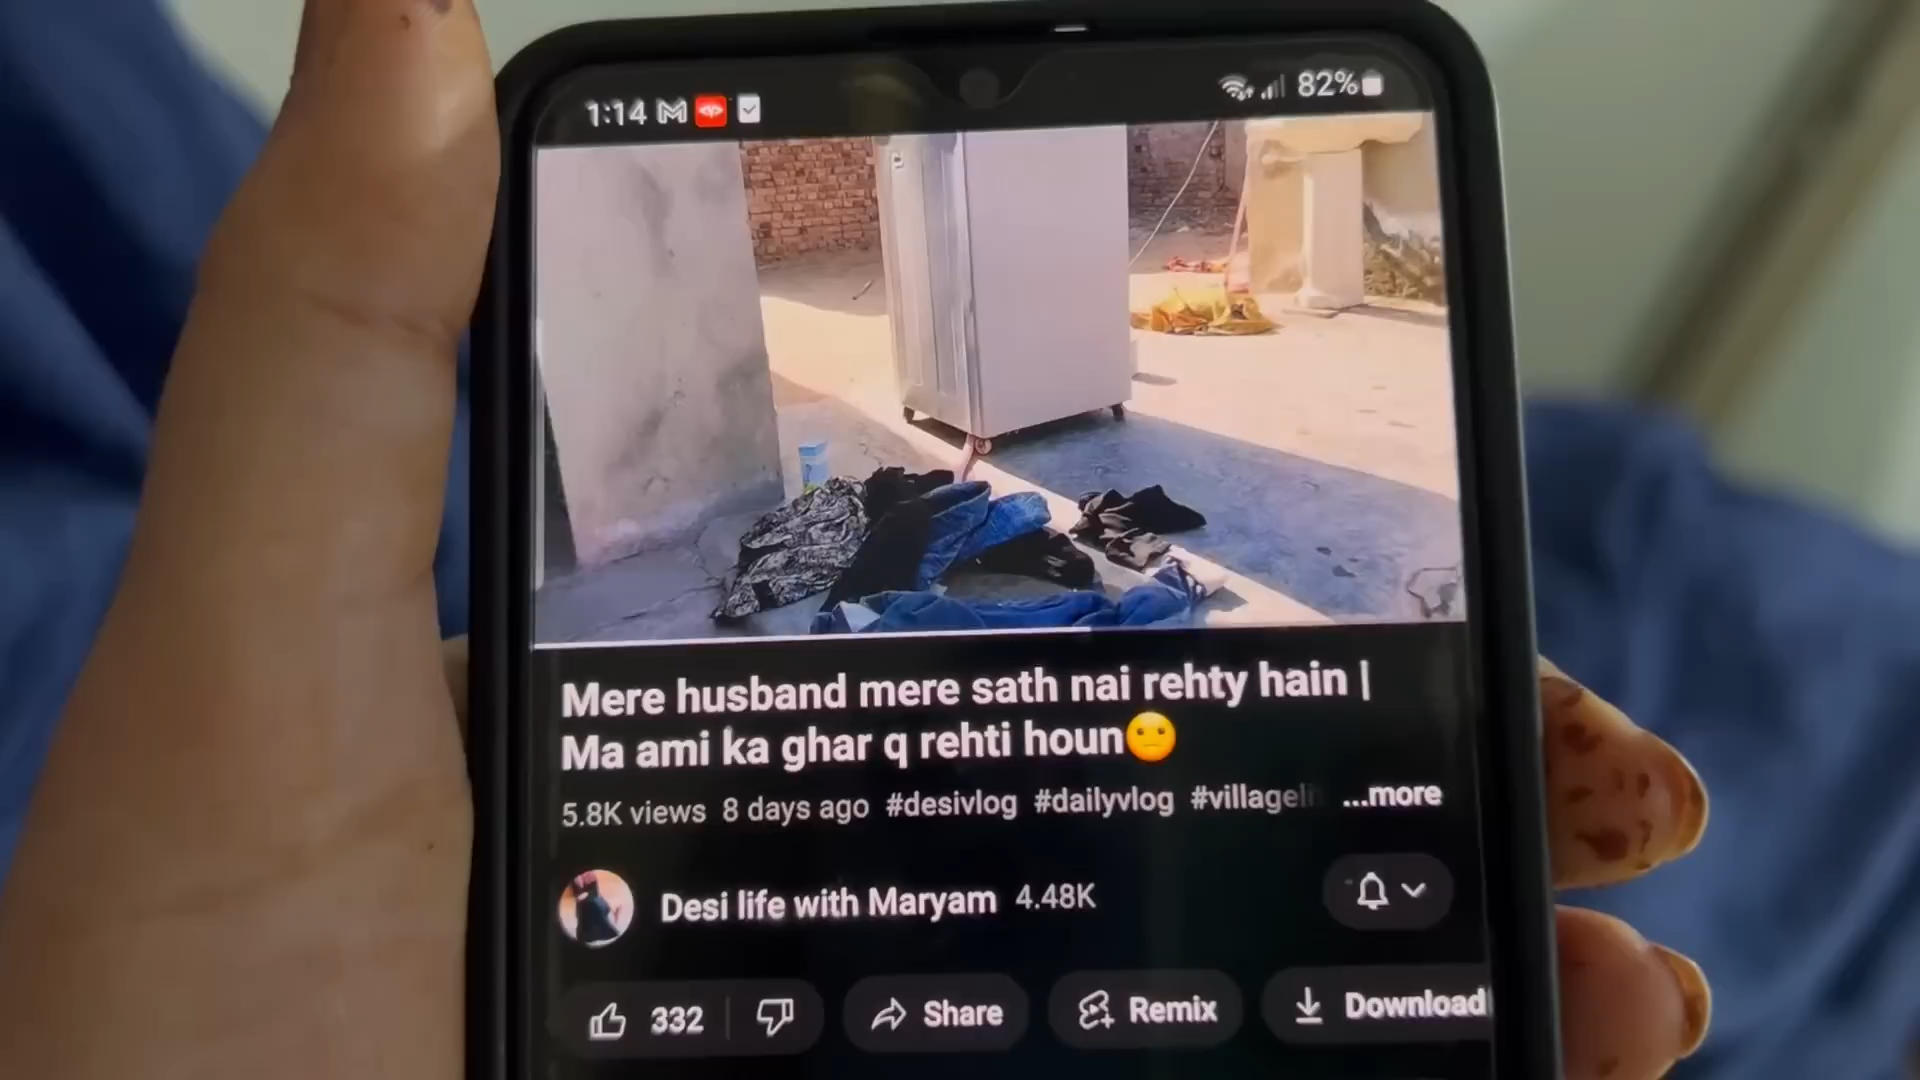 1:14 82%
Mere husband mere sath nai rehty hain |
Ma ami ka ghar q rehti houn😐
5.8K views 8 days ago #desivlog #dailyvlog #villageli ...more
Desi life with Maryam 4.48K
332 Share Remix Download